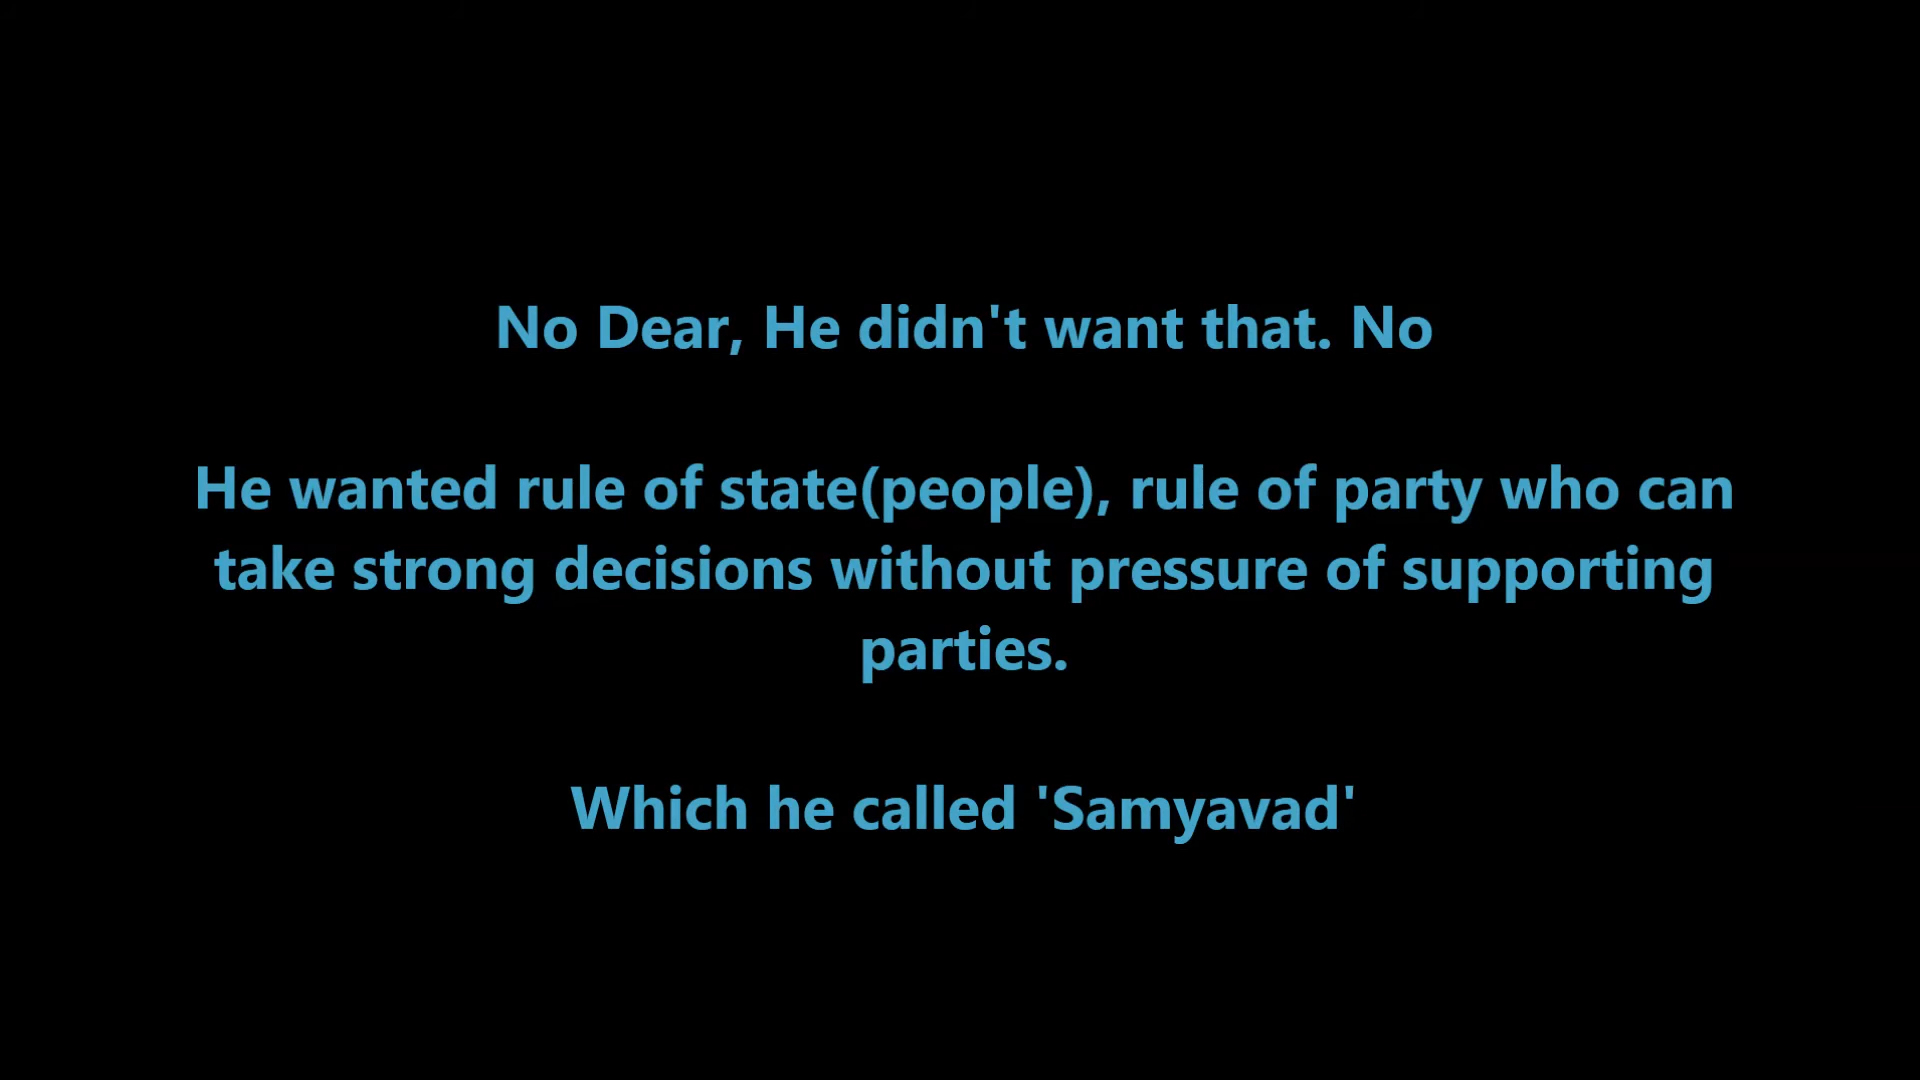 No Dear, He didn't want that. No
He wanted rule of state(people), rule of party who can
take strong decisions without pressure of supporting
parties.
Which he called 'Samyavad'